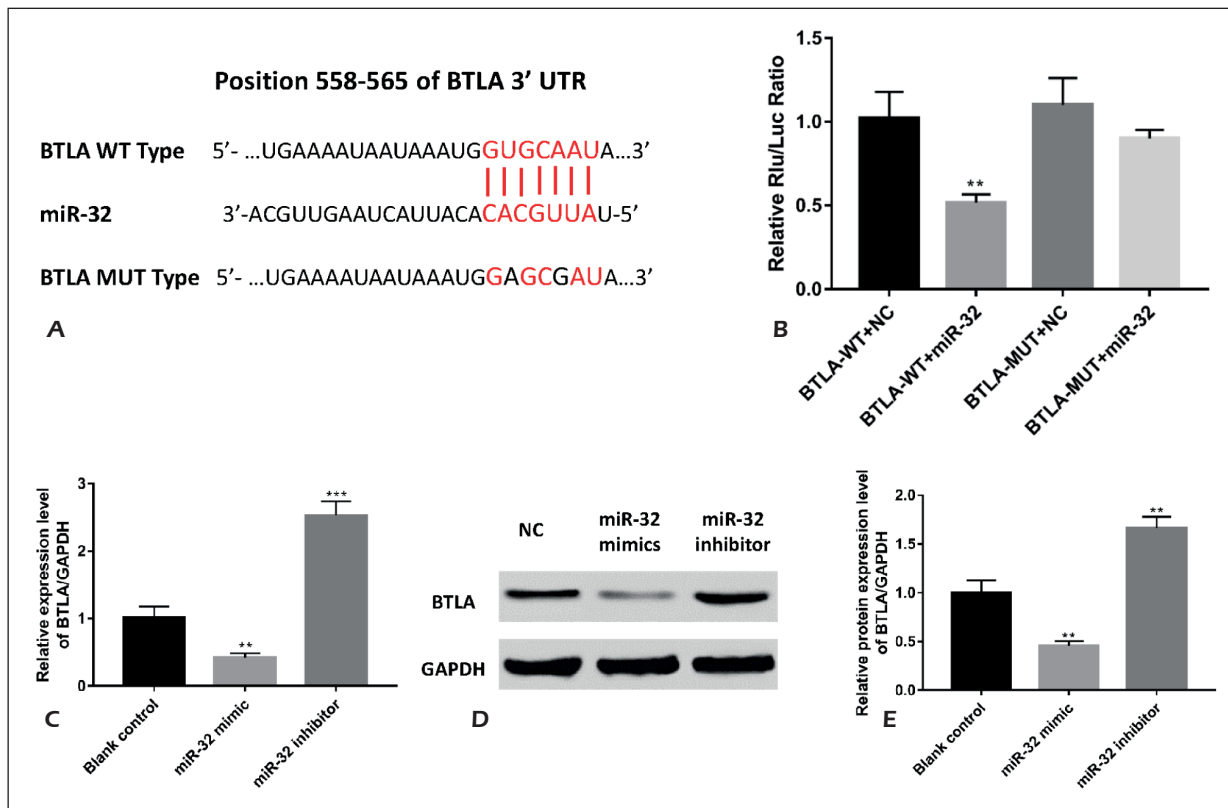 Position 558-565 of BTLA 3’ UTR
BTLA WT Type 5’- ...UGAAAAUAAUAAAUGGUGCAAUA...3’
miR-32 3’-ACGUUGAAUCAUUACACACGUUAU-5’
BTLA MUT Type 5’- ...UGAAAAUAAUAAAUGGAGCGAUA...3’
A
Relative Rlu/Luc Ratio
1.5
1.0
0.5
0.0
**
BTLA-WT+NC
BTLA-WT+miR-32
BTLA-MUT+NC
BTLA-MUT+miR-32
B
Relative expression level
of BTLA/GAPDH
3
2
1
0
**
***
Blank control
miR-32 mimic
miR-32 inhibitor
C
NC
miR-32
mimics
miR-32
inhibitor
BTLA
GAPDH
D
Relative protein expression level
of BTLA/GAPDH
2.0
1.5
1.0
0.5
0.0
**
**
Blank control
miR-32 mimic
miR-32 inhibitor
E